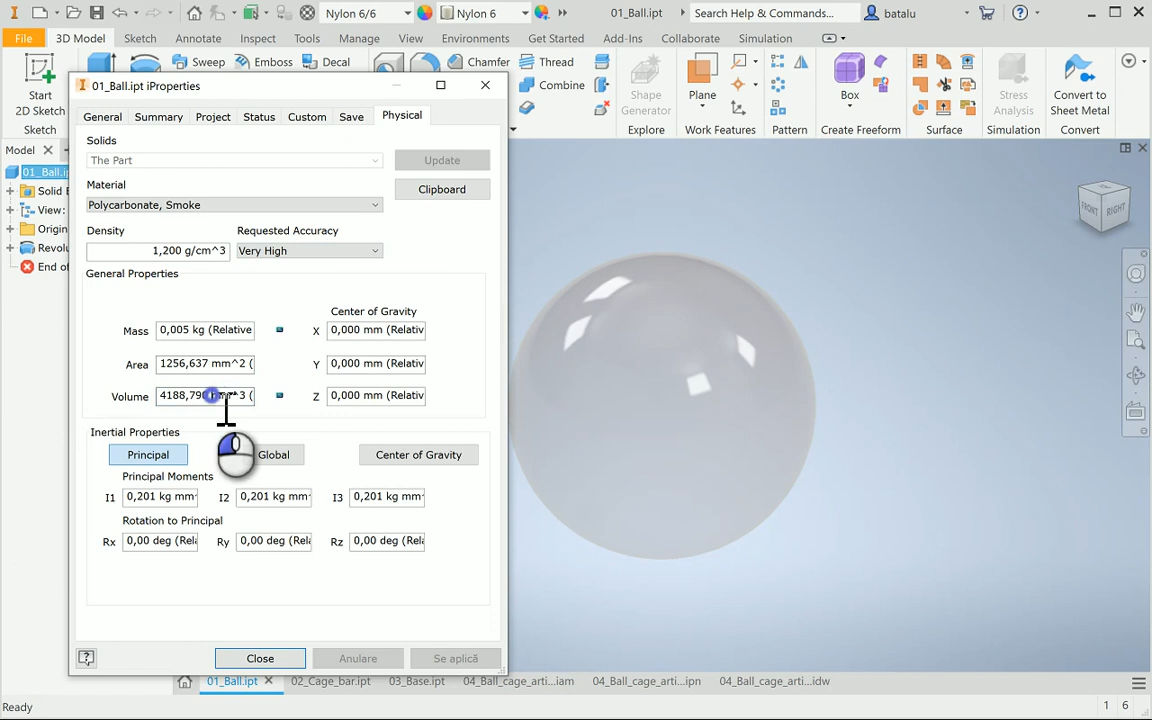 Nylon 6/6
Nylon 6
01_Ball.ipt
Search Help & Commands...
batalu
File
3D Model
Sketch
Annotate
Inspect
Tools
Manage
View
Environments
Get Started
Add-Ins
Collaborate
Simulation
Start
2D Sketch
Sketch
Sweep
Emboss
Decal
Chamfer
Thread
Combine
Shape
Generator
Explore
Plane
Work Features
Pattern
Box
Create Freeform
Surface
Stress
Analysis
Simulation
Convert to
Sheet Metal
Convert
01_Ball.ipt iProperties
General
Summary
Project
Status
Custom
Save
Physical
Solids
The Part
Update
Material
Clipboard
Polycarbonate, Smoke
Density
Requested Accuracy
1,200 g/cm^3
Very High
General Properties
Center of Gravity
Mass
0,005 kg (Relative
X
0,000 mm (Relativ
Area
1256,637 mm^2 (
Y
0,000 mm (Relativ
Volume
Z
0,000 mm (Relativ
Inertial Properties
Principal
Global
Center of Gravity
Principal Moments
I1
0,201 kg mm
I2
0,201 kg mm
I3
0,201 kg mm
Rotation to Principal
Rx
0,00 deg (Rel
Ry
0,00 deg (Rel
Rz
0,00 deg (Rel
Close
Anulare
Se aplică
Model
01_Ball.ip
Solid
View:
Origin
Revolu
End of
FRONT
RIGHT
01_Ball.ipt
02_Cage_bar.ipt
03_Base.ipt
04_Ball_cage_arti...iam
04_Ball_cage_arti...ipn
04_Ball_cage_arti...idw
Ready
1 6